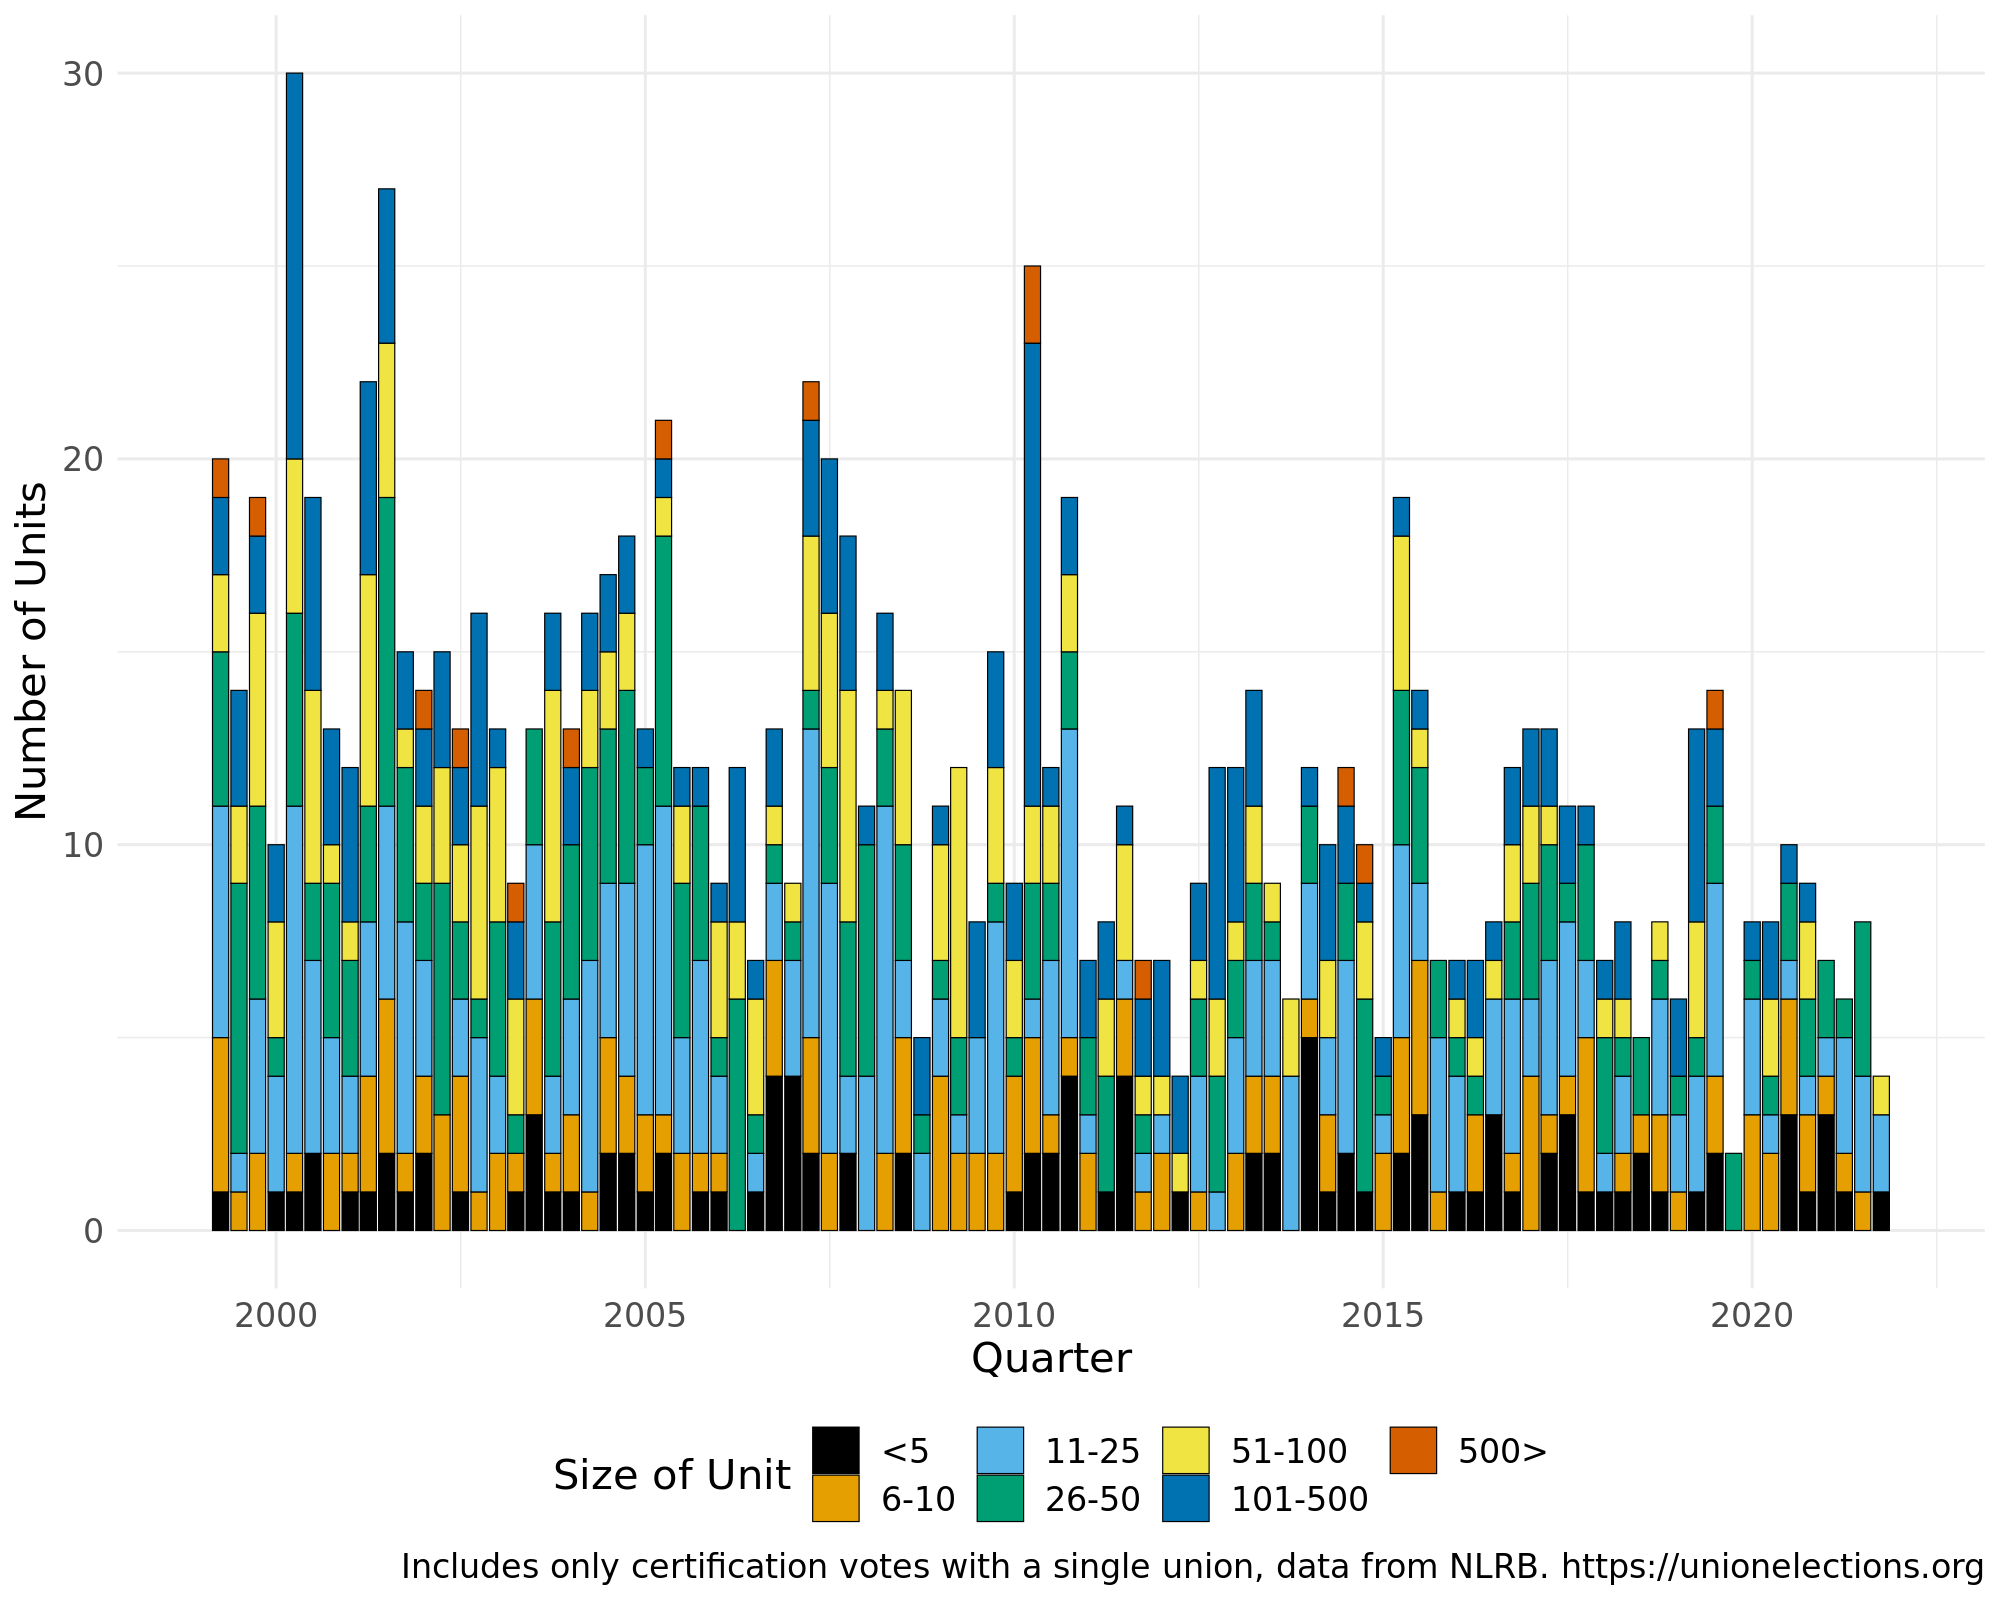 30
20
10
0
Number of Units
2000 2005 2010 2015 2020
Quarter
Size of Unit
<5 11-25 51-100 500>
6-10 26-50 101-500
Includes only certification votes with a single union, data from NLRB. https://unionelections.org